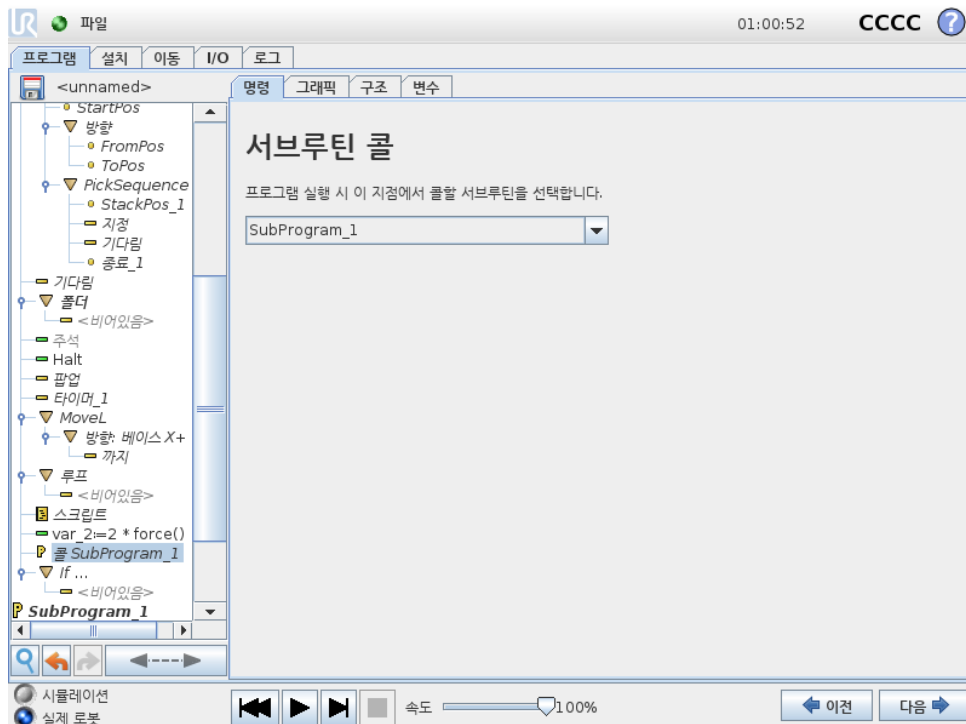 UR 파일 01:00:52 CCCC ?
프로그램 설치 이동 I/O 로그
<unnamed> 명령 그래픽 구조 변수
StartPos
방향
FromPos
ToPos
PickSequence
StackPos_1
지정
기다림
종료_1
기다림
폴더
<비어있음>
주석
Halt
팝업
타이머_1
MoveL
방향: 베이스 X+
까지
루프
<비어있음>
스크립트
var_2:=2 * force()
콜 SubProgram_1
If ...
<비어있음>
SubProgram_1
서브루틴 콜
프로그램 실행 시 이 지점에서 콜할 서브루틴을 선택합니다.
SubProgram_1
시뮬레이션
실제 로봇
속도 100% 이전 다음